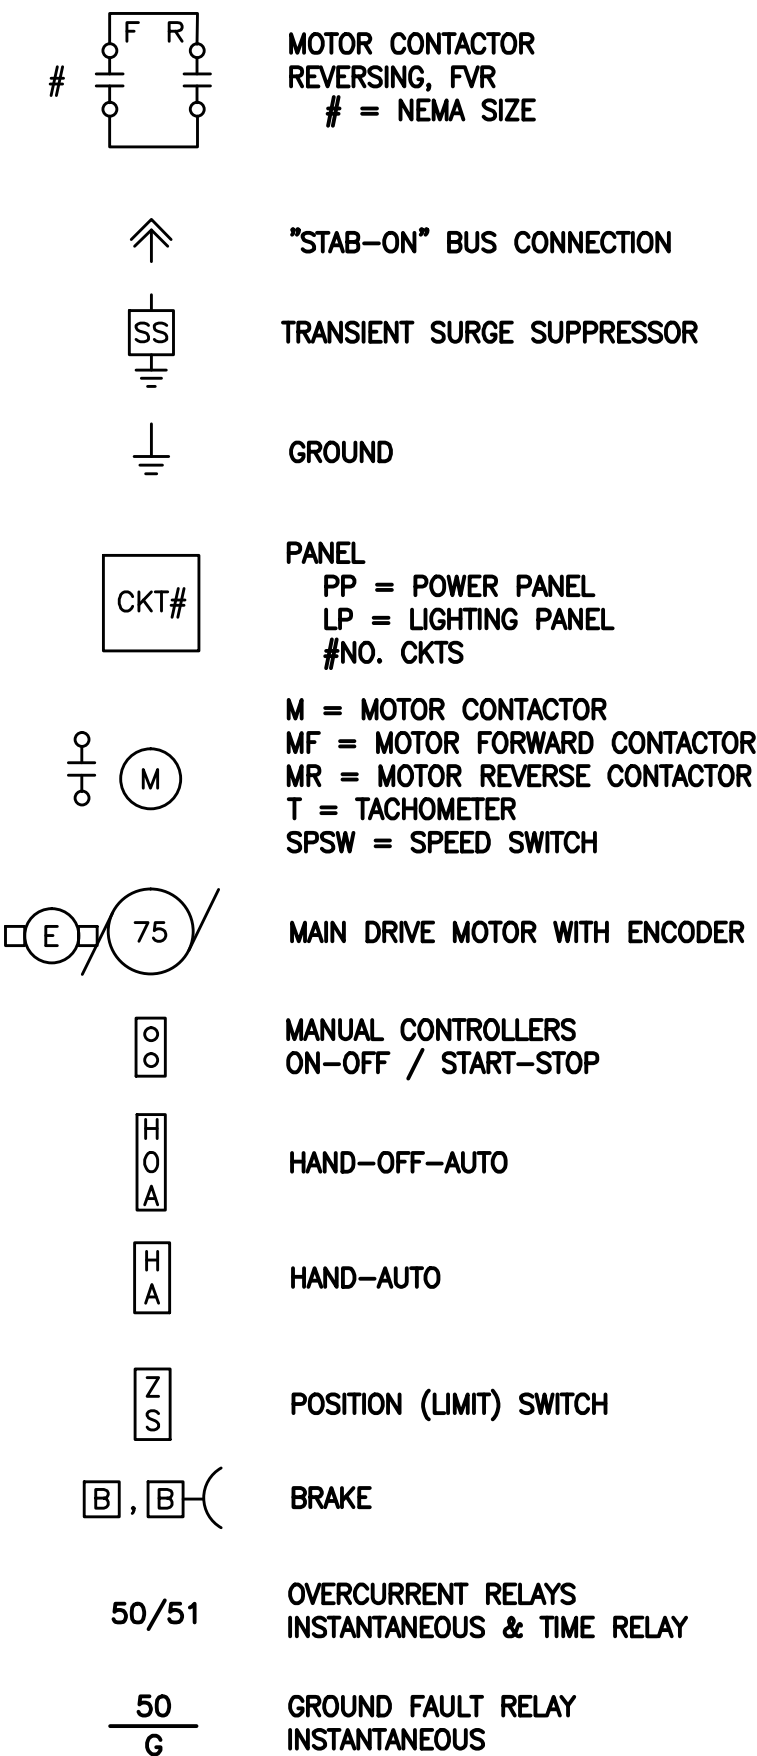 F R
#
MOTOR CONTACTOR
REVERSING, FVR
# = NEMA SIZE
"STAB-ON" BUS CONNECTION
SS
TRANSIENT SURGE SUPPRESSOR
GROUND
CKT#
PANEL
PP = POWER PANEL
LP = LIGHTING PANEL
#NO. CKTS
M
M = MOTOR CONTACTOR
MF = MOTOR FORWARD CONTACTOR
MR = MOTOR REVERSE CONTACTOR
T = TACHOMETER
SPSW = SPEED SWITCH
E 75
MAIN DRIVE MOTOR WITH ENCODER
MANUAL CONTROLLERS
ON-OFF / START-STOP
H
O
A
HAND-OFF-AUTO
H
A
HAND-AUTO
Z
S
POSITION (LIMIT) SWITCH
B , B
BRAKE
50/51
OVERCURRENT RELAYS
INSTANTANEOUS & TIME RELAY
50
G
GROUND FAULT RELAY
INSTANTANEOUS